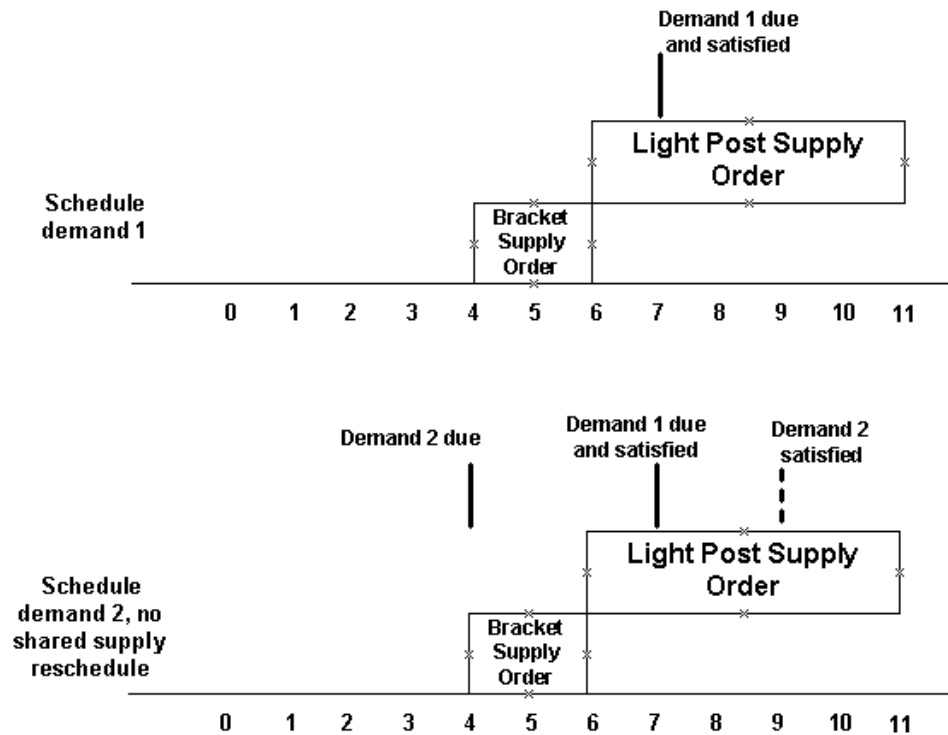 Demand 1 due
and satisfied
Light Post Supply
Order
Schedule
demand 1
Bracket
Supply
Order
0 1 2 3 4 5 6 7 8 9 10 11
Demand 2 due
Demand 1 due
and satisfied
Demand 2
satisfied
Light Post Supply
Order
Schedule
demand 2, no
shared supply
reschedule
Bracket
Supply
Order
0 1 2 3 4 5 6 7 8 9 10 11